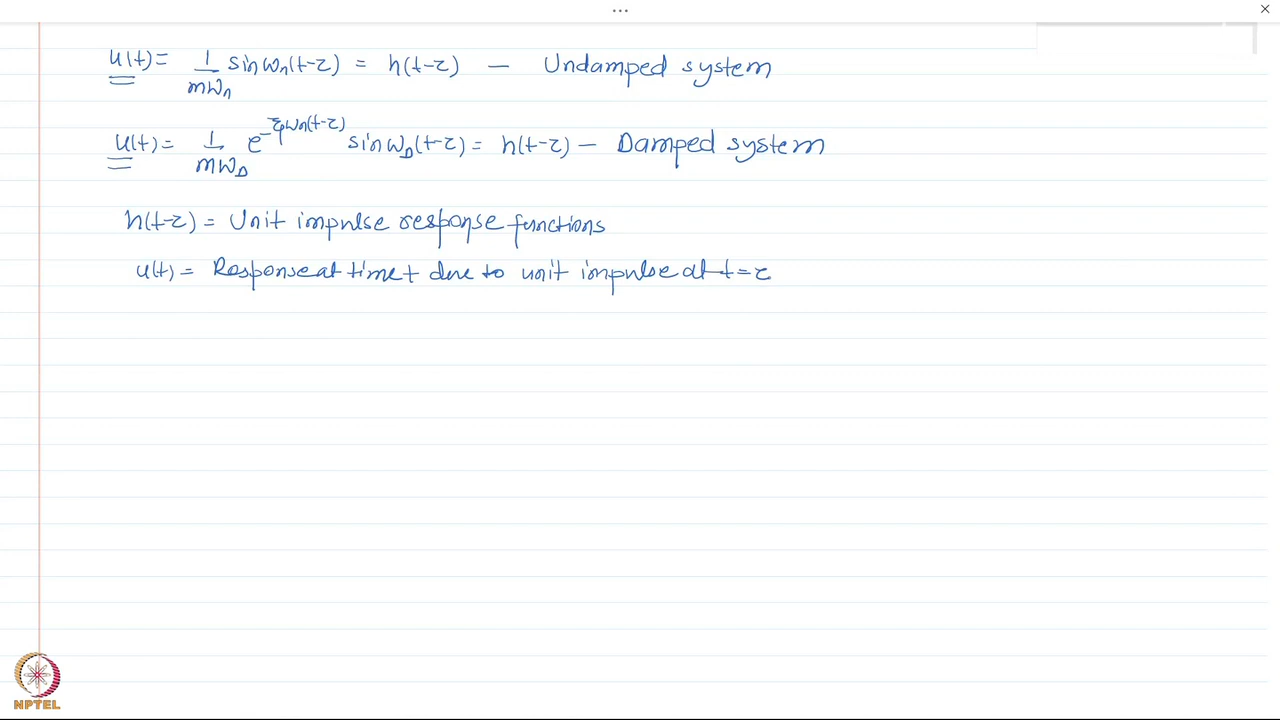 u(t) = 1/mωn sin ωn(t-τ) = h(t-τ) — Undamped system
u(t) = 1/mωD e^-ξωn(t-τ) sin ωD(t-τ) = h(t-τ) — Damped system
h(t-τ) = Unit impulse response functions
u(t) = Response at time t due to unit impulse at t = τ
NPTEL